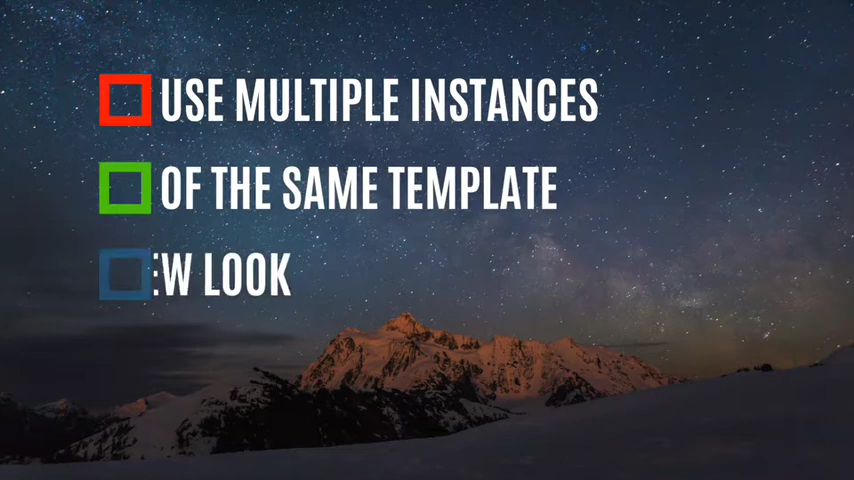 USE MULTIPLE INSTANCES
OF THE SAME TEMPLATE
LOOK